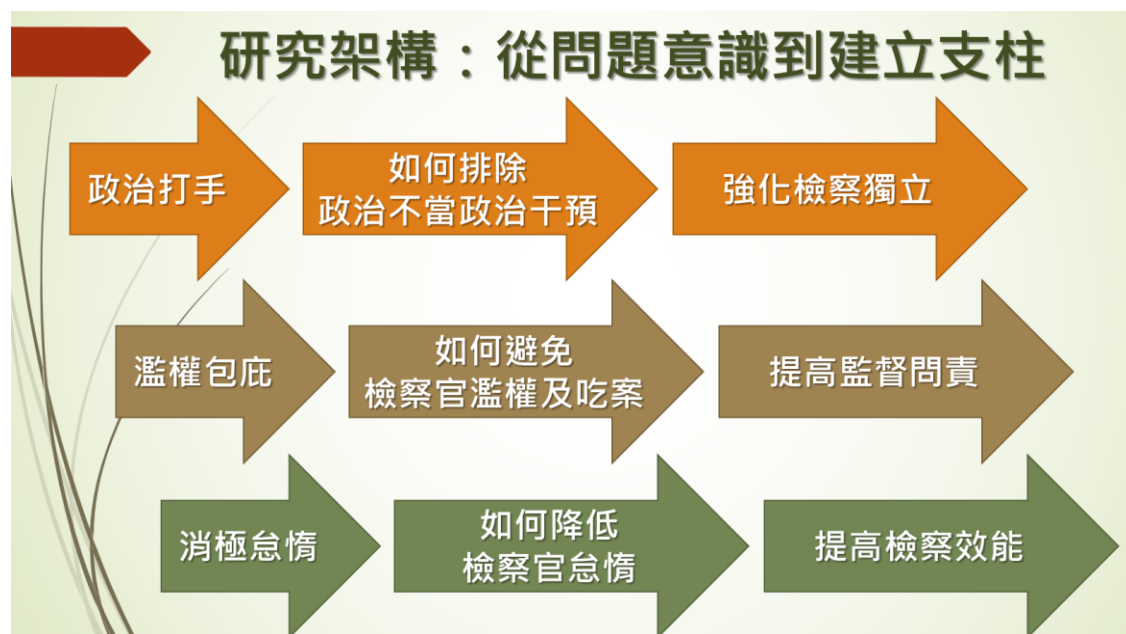 研究架構：從問題意識到建立支柱
政治打手
如何排除
政治不當政治干預
強化檢察獨立
濫權包庇
如何避免
檢察官濫權及吃案
提高監督問責
消極怠惰
如何降低
檢察官怠惰
提高檢察效能